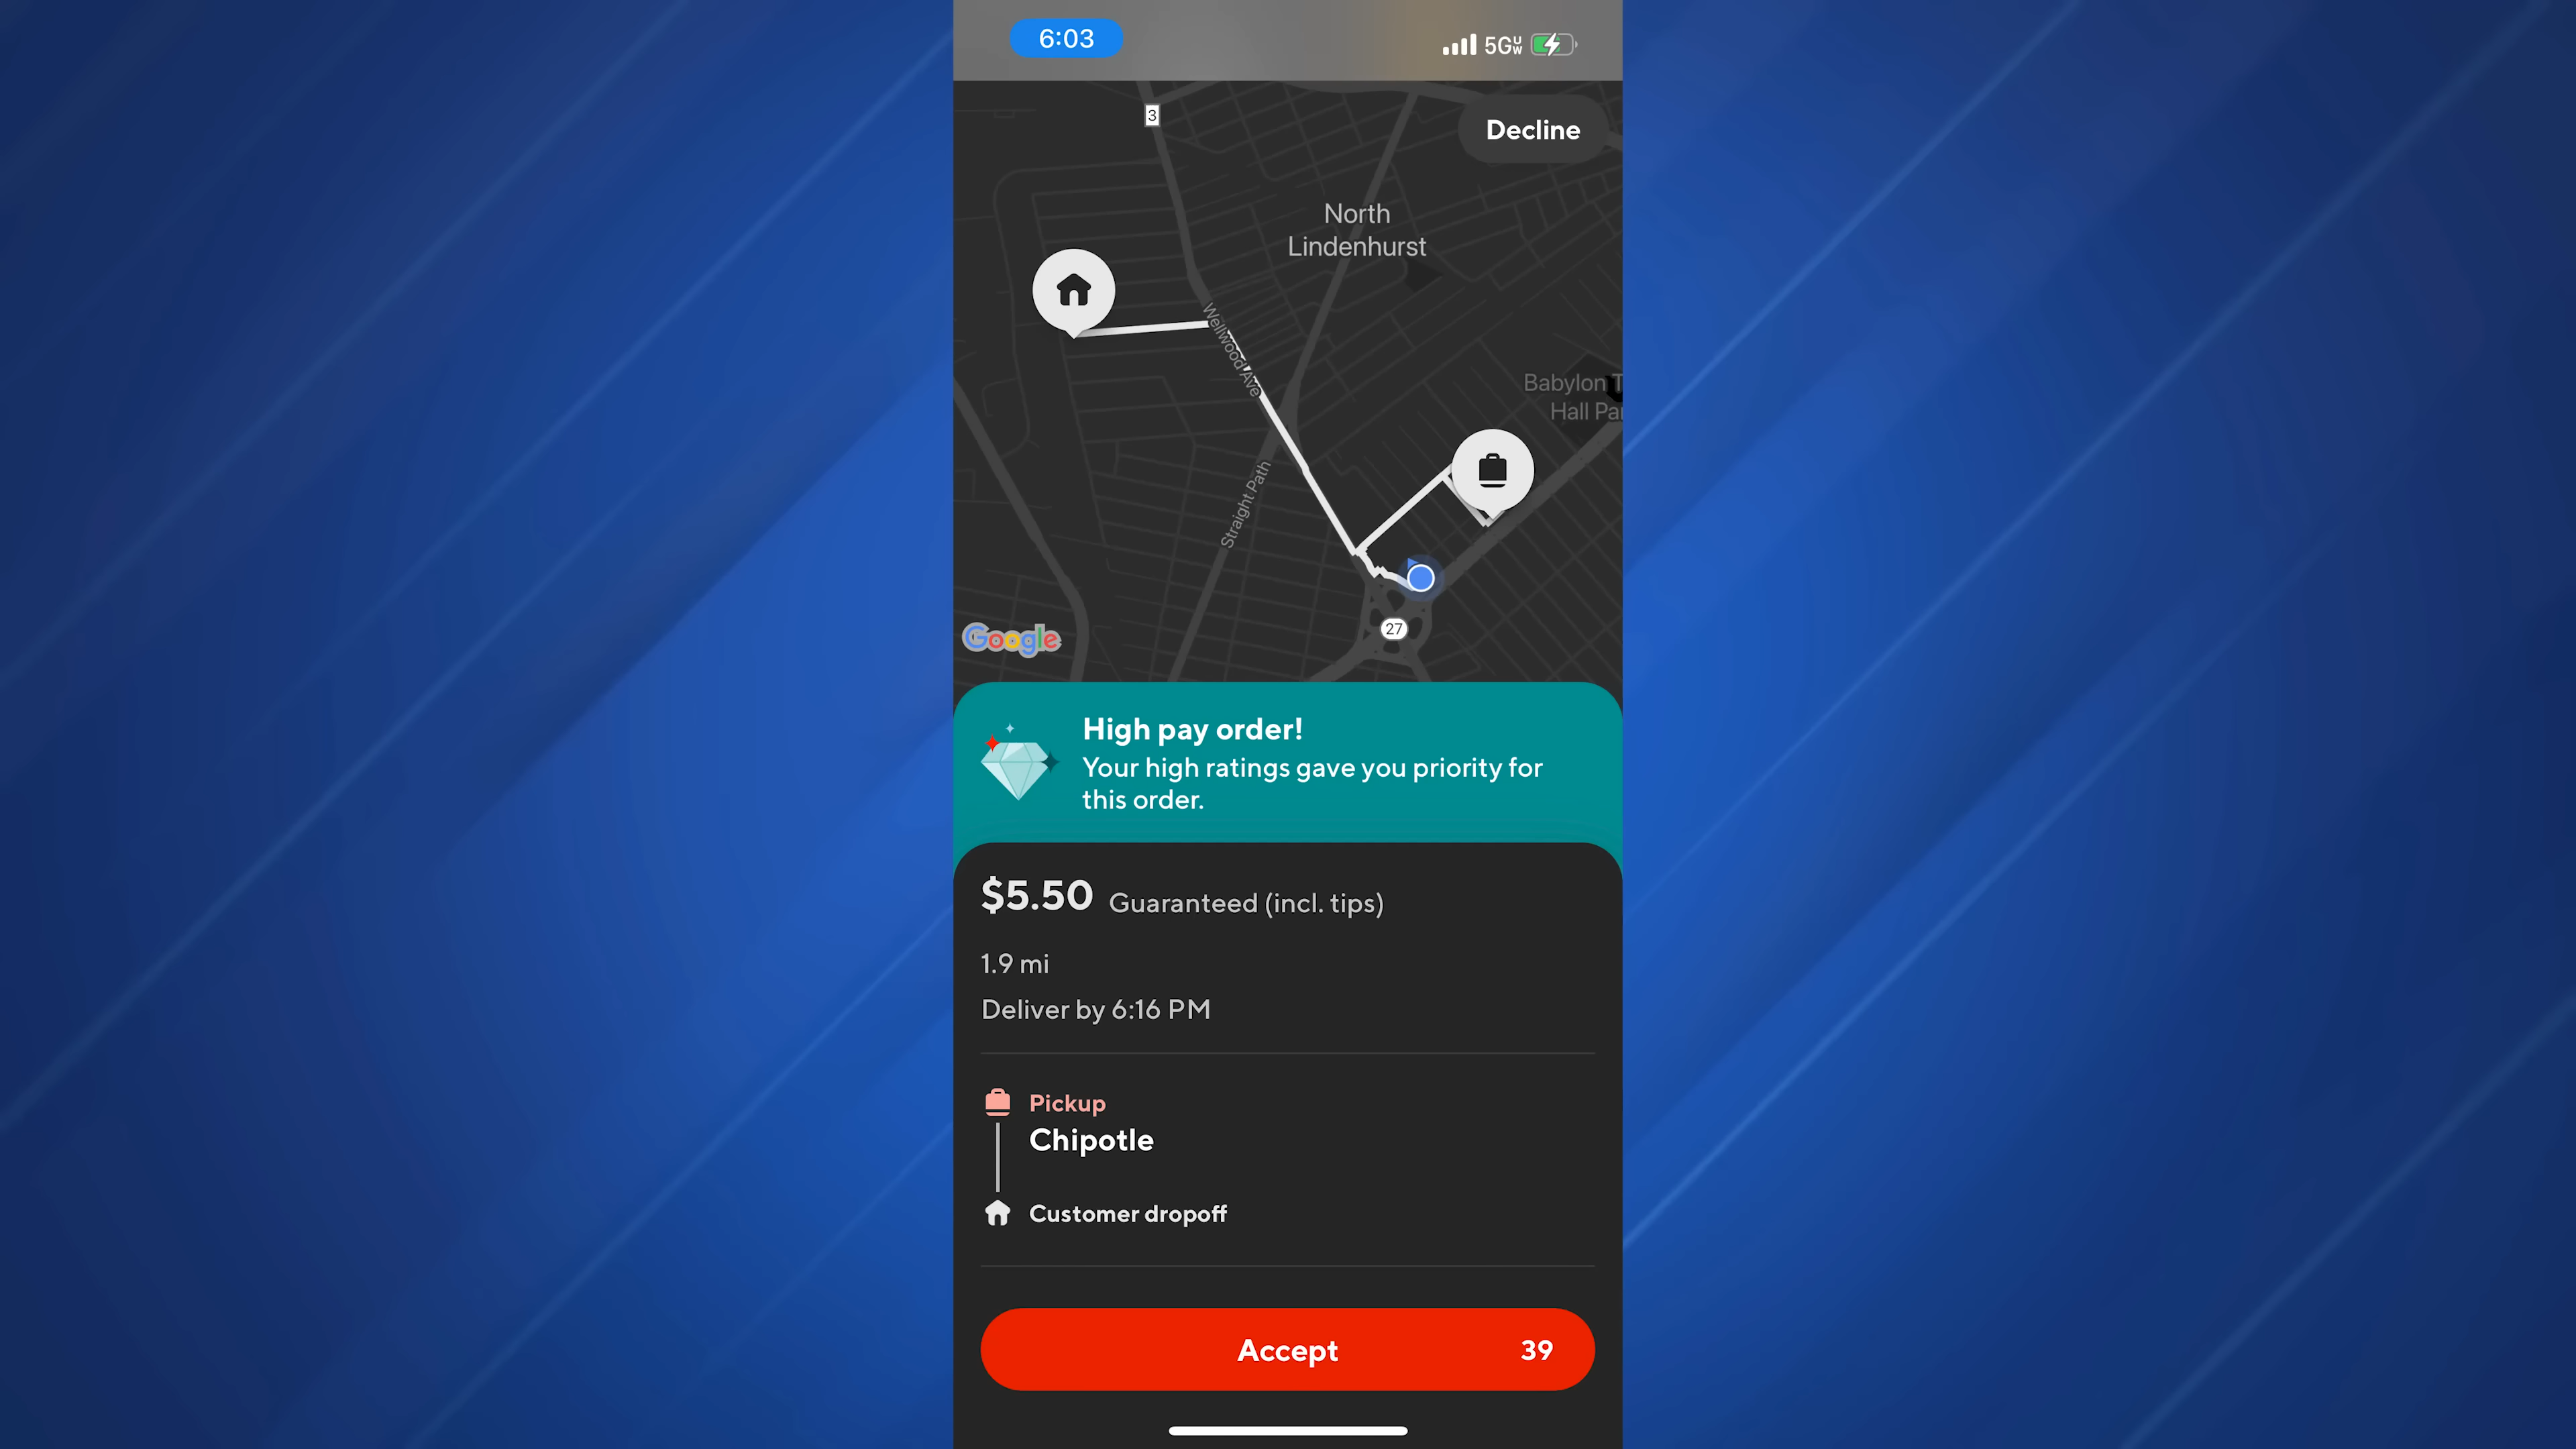 6:03
5GUW
3
Decline
North
Lindenhurst
Wellwood Ave
Babylon T
Hall Par
Straight Path
27
Google
High pay order!
Your high ratings gave you priority for
this order.
$5.50 Guaranteed (incl. tips)
1.9 mi
Deliver by 6:16 PM
Pickup
Chipotle
Customer dropoff
Accept 39